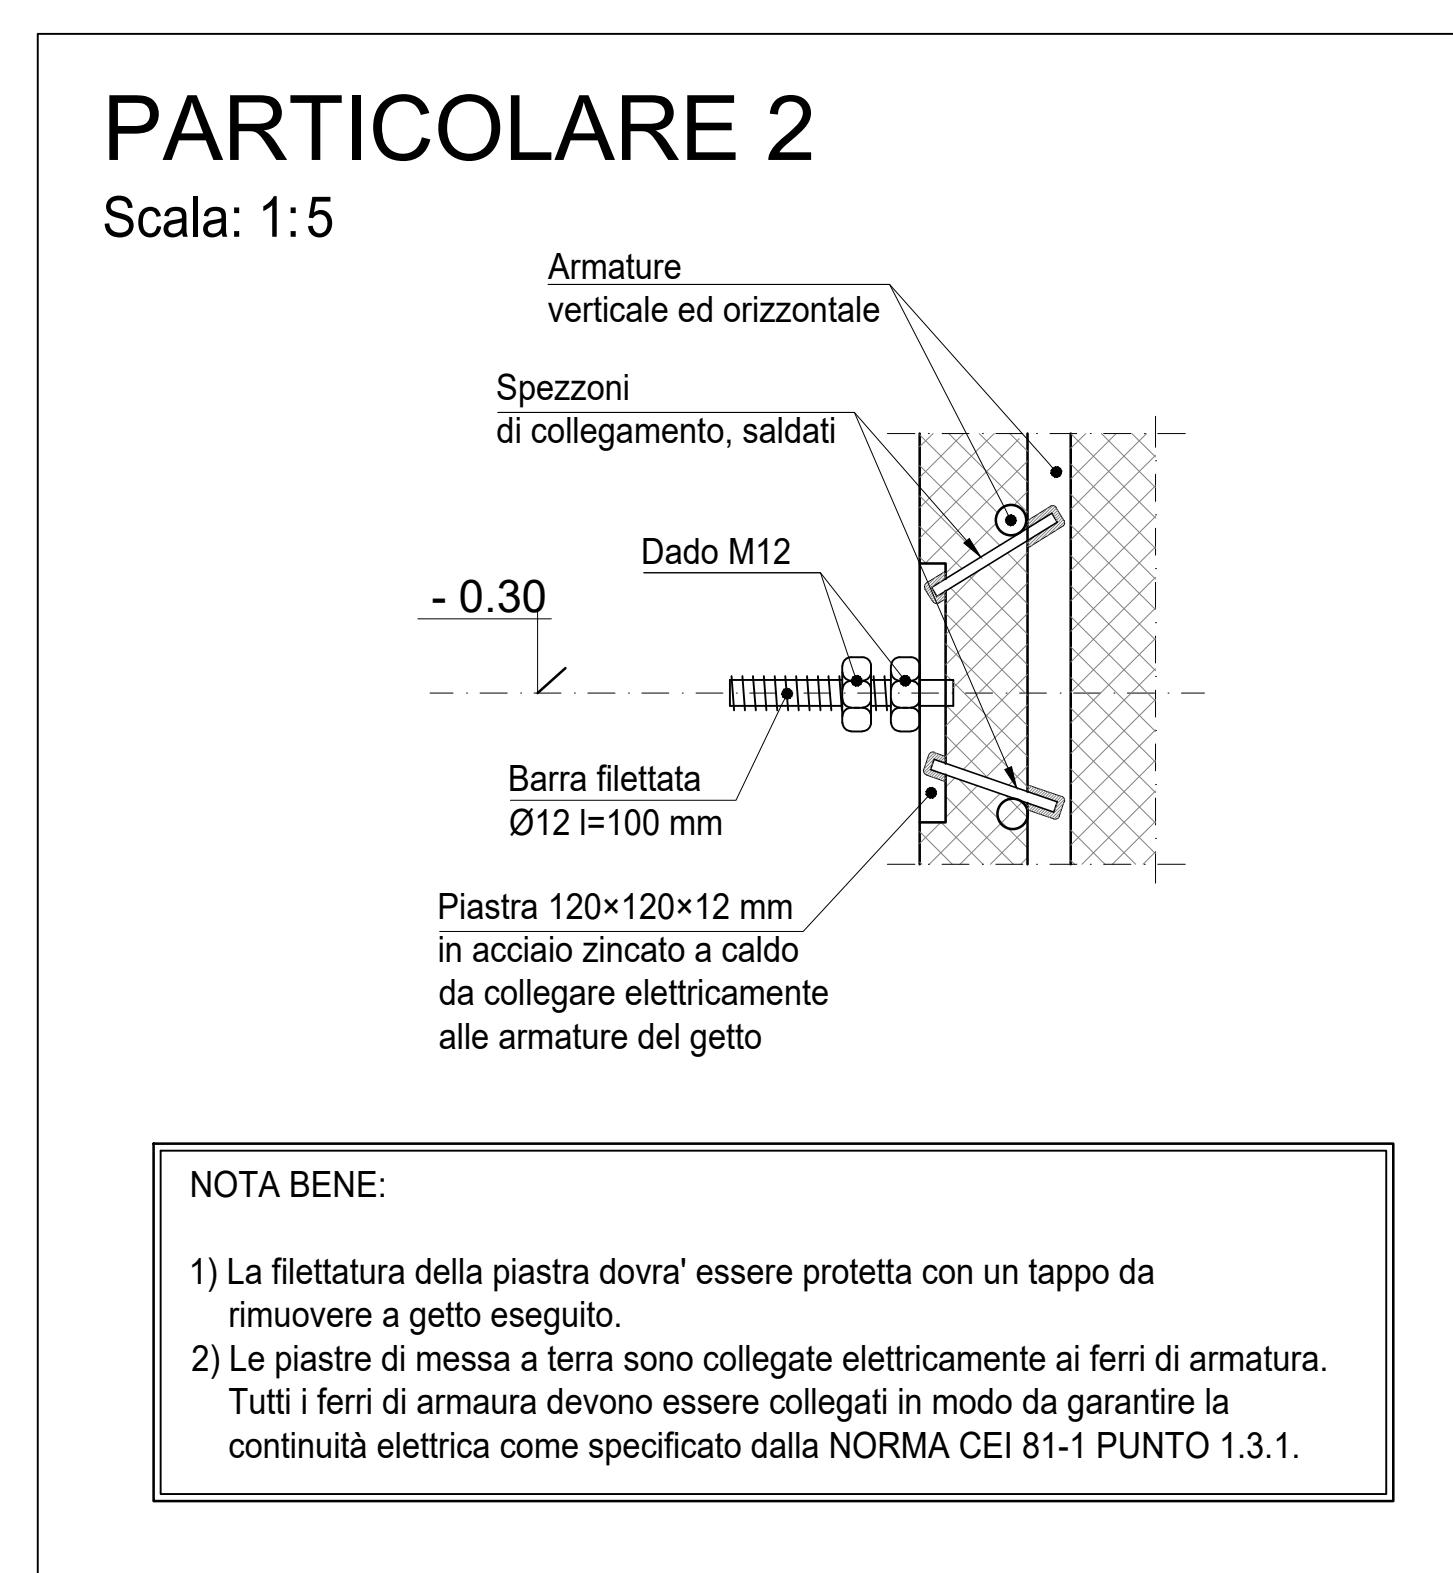 PARTICOLARE 2
Scala: 1:5
Armature
verticale ed orizzontale
Spezzoni
di collegamento, saldati
Dado M12
- 0.30
Barra filettata
Ø12 l=100 mm
Piastra 120×120×12 mm
in acciaio zincato a caldo
da collegare elettricamente
alle armature del getto
NOTA BENE:
1) La filettatura della piastra dovra' essere protetta con un tappo da
rimuovere a getto eseguito.
2) Le piastre di messa a terra sono collegate elettricamente ai ferri di armatura.
Tutti i ferri di armaura devono essere collegati in modo da garantire la
continuità elettrica come specificato dalla NORMA CEI 81-1 PUNTO 1.3.1.